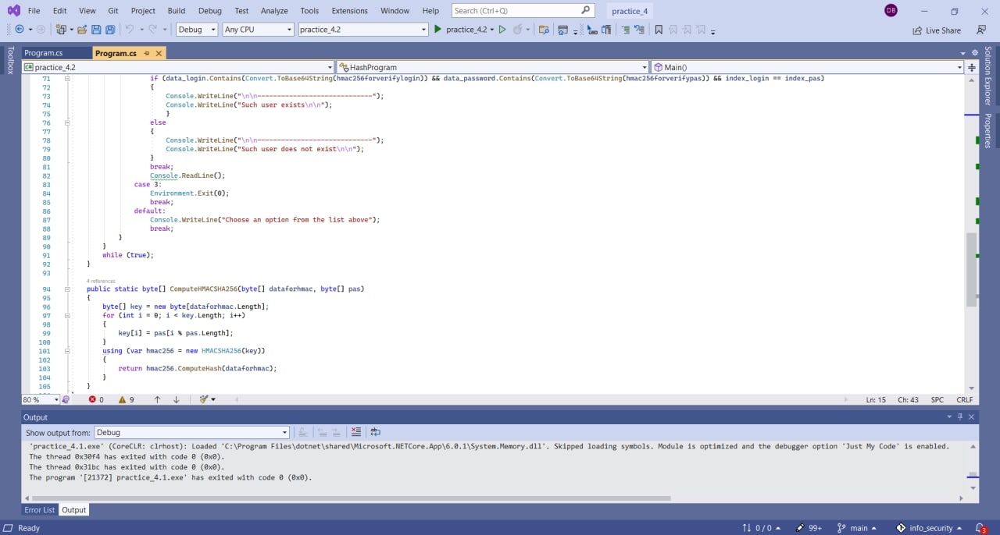 File Edit View Git Project Build Debug Test Analyze Tools Extensions Window Help Search (Ctrl+Q) practice_4 DB
Debug Any CPU practice_4.2 practice_4.2 Live Share
Toolbox
Program.cs Program.cs
practice_4.2 HashProgram Main()
71 if (data_login.Contains(Convert.ToBase64String(hmac256forverifylogin)) && data_password.Contains(Convert.ToBase64String(hmac256forverifypas)) && index_login == index_pas)
72 {
73 Console.WriteLine("\n\n-----------------------------");
74 Console.WriteLine("Such user exists\n\n");
75 }
76 else
77 {
78 Console.WriteLine("\n\n-----------------------------");
79 Console.WriteLine("Such user does not exist\n\n");
80 }
81 break;
82 Console.ReadLine();
83 case 3:
84 Environment.Exit(0);
85 break;
86 default:
87 Console.WriteLine("Choose an option from the list above");
88 break;
89 }
90 }
91 while (true);
92 }
93
4 references
94 public static byte[] ComputeHMACSHA256(byte[] dataforhmac, byte[] pas)
95 {
96 byte[] key = new byte[dataforhmac.Length];
97 for (int i = 0; i < key.Length; i++)
98 {
99 key[i] = pas[i % pas.Length];
100 }
101 using (var hmac256 = new HMACSHA256(key))
102 {
103 return hmac256.ComputeHash(dataforhmac);
104 }
105 }
Solution Explorer
Properties
80 % 0 9 Ln: 15 Ch: 43 SPC CRLF
Output
Show output from: Debug
'practice_4.1.exe' (CoreCLR: clrhost): Loaded 'C:\Program Files\dotnet\shared\Microsoft.NETCore.App\6.0.1\System.Memory.dll'. Skipped loading symbols. Module is optimized and the debugger option 'Just My Code' is enabled.
The thread 0x30f4 has exited with code 0 (0x0).
The thread 0x31bc has exited with code 0 (0x0).
The program '[21372] practice_4.1.exe' has exited with code 0 (0x0).
Error List Output
Ready 0 / 0 99+ main info_security 3